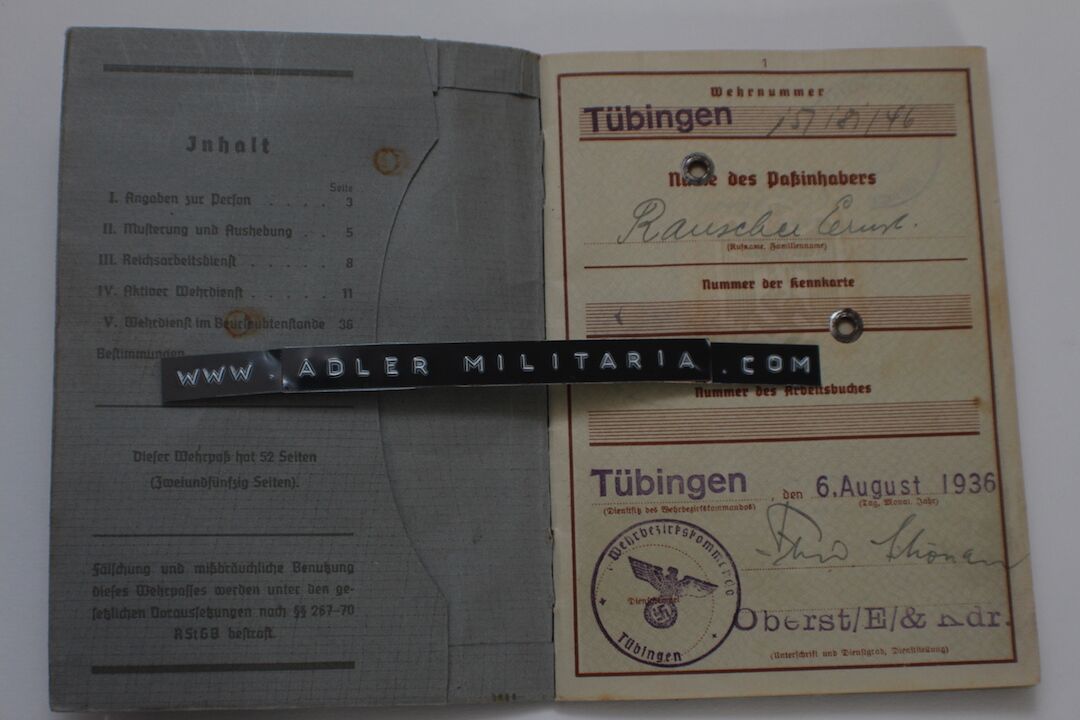 Inhalt
Seite
I. Angaben zur Person . . . . . . 3
II. Musterung und Aushebung . . . 5
III. Reichsarbeitsdienst . . . . . . 8
IV. Aktiver Wehrdienst . . . . . . 11
V. Wehrdienst im Beurlaubtenstande 36
Bestimmungen
Dieser Wehrpaß hat 52 Seiten
(Zweiundfünfzig Seiten).
Fälschung und mißbräuchliche Benutzung
dieses Wehrpasses werden unter den ge-
setzlichen Voraussetzungen nach §§ 267–70
RStGB bestraft.
WWW. ADLER MILITARIA .COM
1
Wehrnummer
Tübingen 15/8/46
Name des Paßinhabers
Rauscher Ernst.
(Rufname, Familienname)
Nummer der Kennkarte
Nummer des Arbeitsbuches
Tübingen, den 6. August 1936
(Dienstsitz des Wehrbezirkskommandos) (Tag, Monat, Jahr)
Wehrbezirkskommando
Dienststempel
Tübingen
Oberst/E/& Kdr.
(Unterschrift und Dienstgrad, Dienststellung)